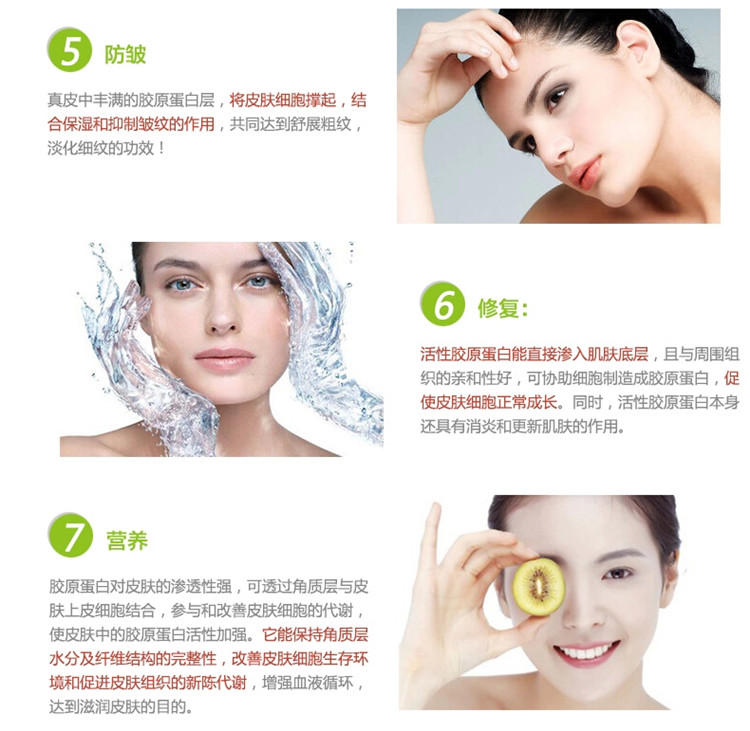 5 防皱
真皮中丰满的胶原蛋白层，将皮肤细胞撑起，结
合保湿和抑制皱纹的作用，共同达到舒展粗纹，
淡化细纹的功效！
6 修复：
活性胶原蛋白能直接渗入肌肤底层，且与周围组
织的亲和性好，可协助细胞制造成胶原蛋白，促
使皮肤细胞正常成长。同时，活性胶原蛋白本身
还具有消炎和更新肌肤的作用。
7 营养
胶原蛋白对皮肤的渗透性强，可透过角质层与皮
肤上皮细胞结合，参与和改善皮肤细胞的代谢，
使皮肤中的胶原蛋白活性加强。它能保持角质层
水分及纤维结构的完整性，改善皮肤细胞生存环
境和促进皮肤组织的新陈代谢，增强血液循环，
达到滋润皮肤的目的。